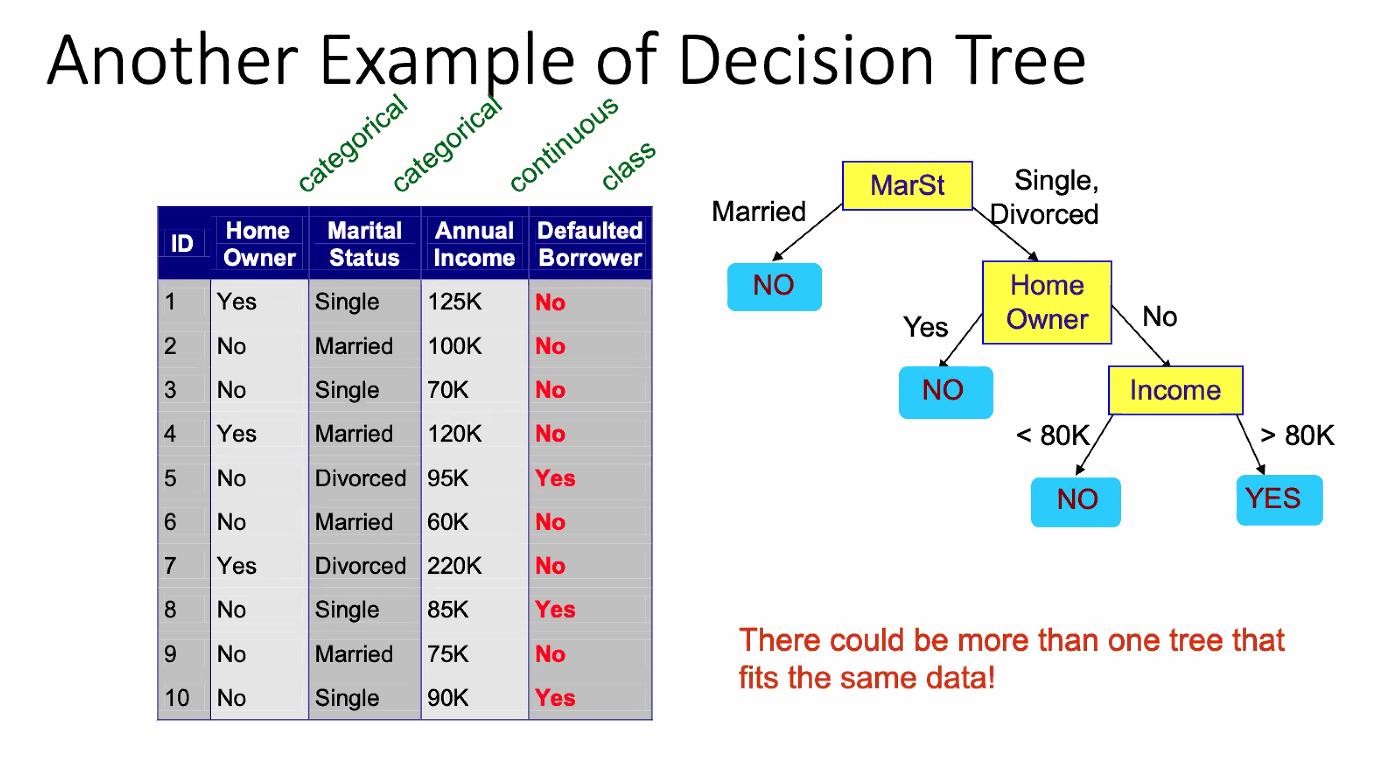 Another Example of Decision Tree
categorical categorical continuous class
ID Home Owner Marital Status Annual Income Defaulted Borrower
1 Yes Single 125K No
2 No Married 100K No
3 No Single 70K No
4 Yes Married 120K No
5 No Divorced 95K Yes
6 No Married 60K No
7 Yes Divorced 220K No
8 No Single 85K Yes
9 No Married 75K No
10 No Single 90K Yes
MarSt
Married
Single,
Divorced
NO
Home
Owner
Yes
No
NO
Income
< 80K
> 80K
NO
YES
There could be more than one tree that
fits the same data!